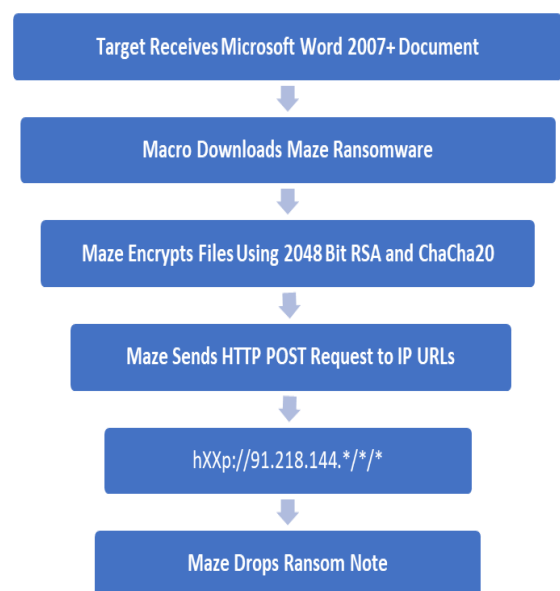 Target Receives Microsoft Word 2007+ Document
Macro Downloads Maze Ransomware
Maze Encrypts Files Using 2048 Bit RSA and ChaCha20
Maze Sends HTTP POST Request to IP URLs
hXXp://91.218.144.*/*/*
Maze Drops Ransom Note